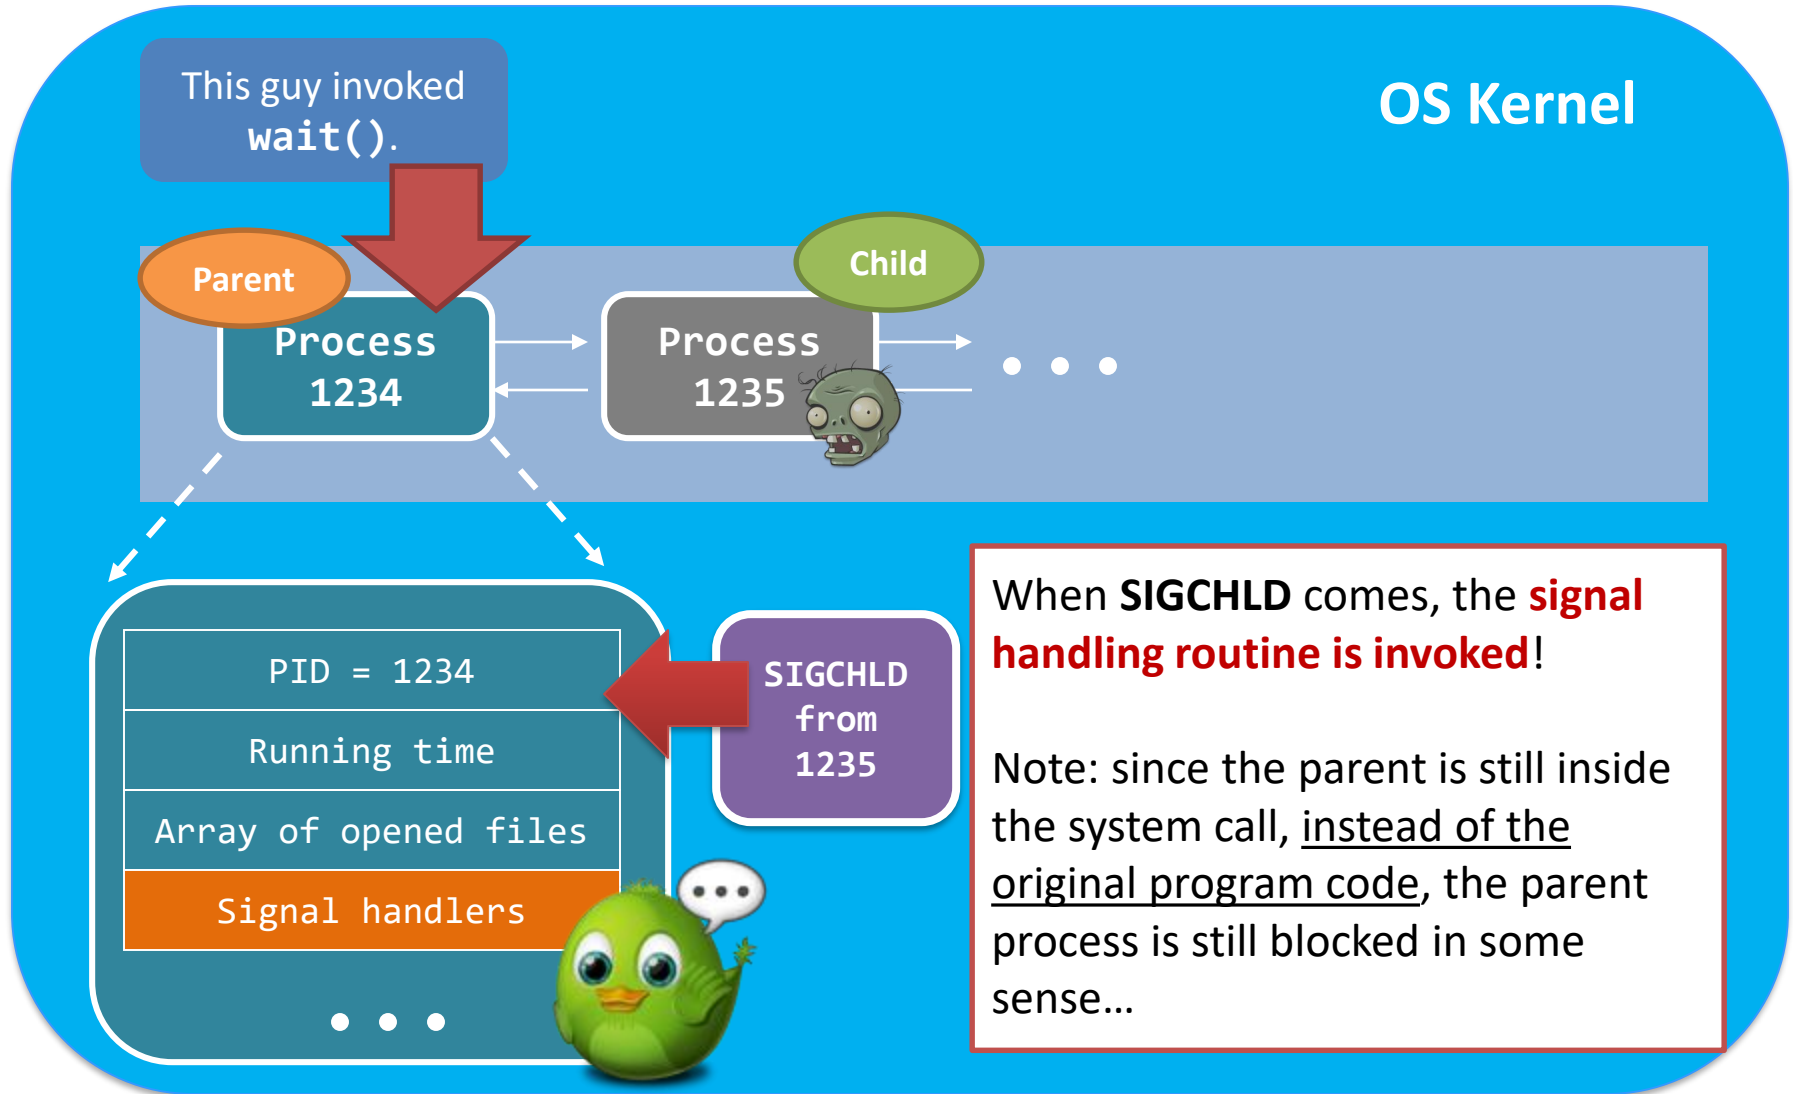 This guy invoked
wait().
OS Kernel
Parent
Child
Process
1234
Process
1235
PID = 1234
Running time
Array of opened files
Signal handlers
SIGCHLD
from
1235
When SIGCHLD comes, the signal
handling routine is invoked!
Note: since the parent is still inside
the system call, instead of the
original program code, the parent
process is still blocked in some
sense…